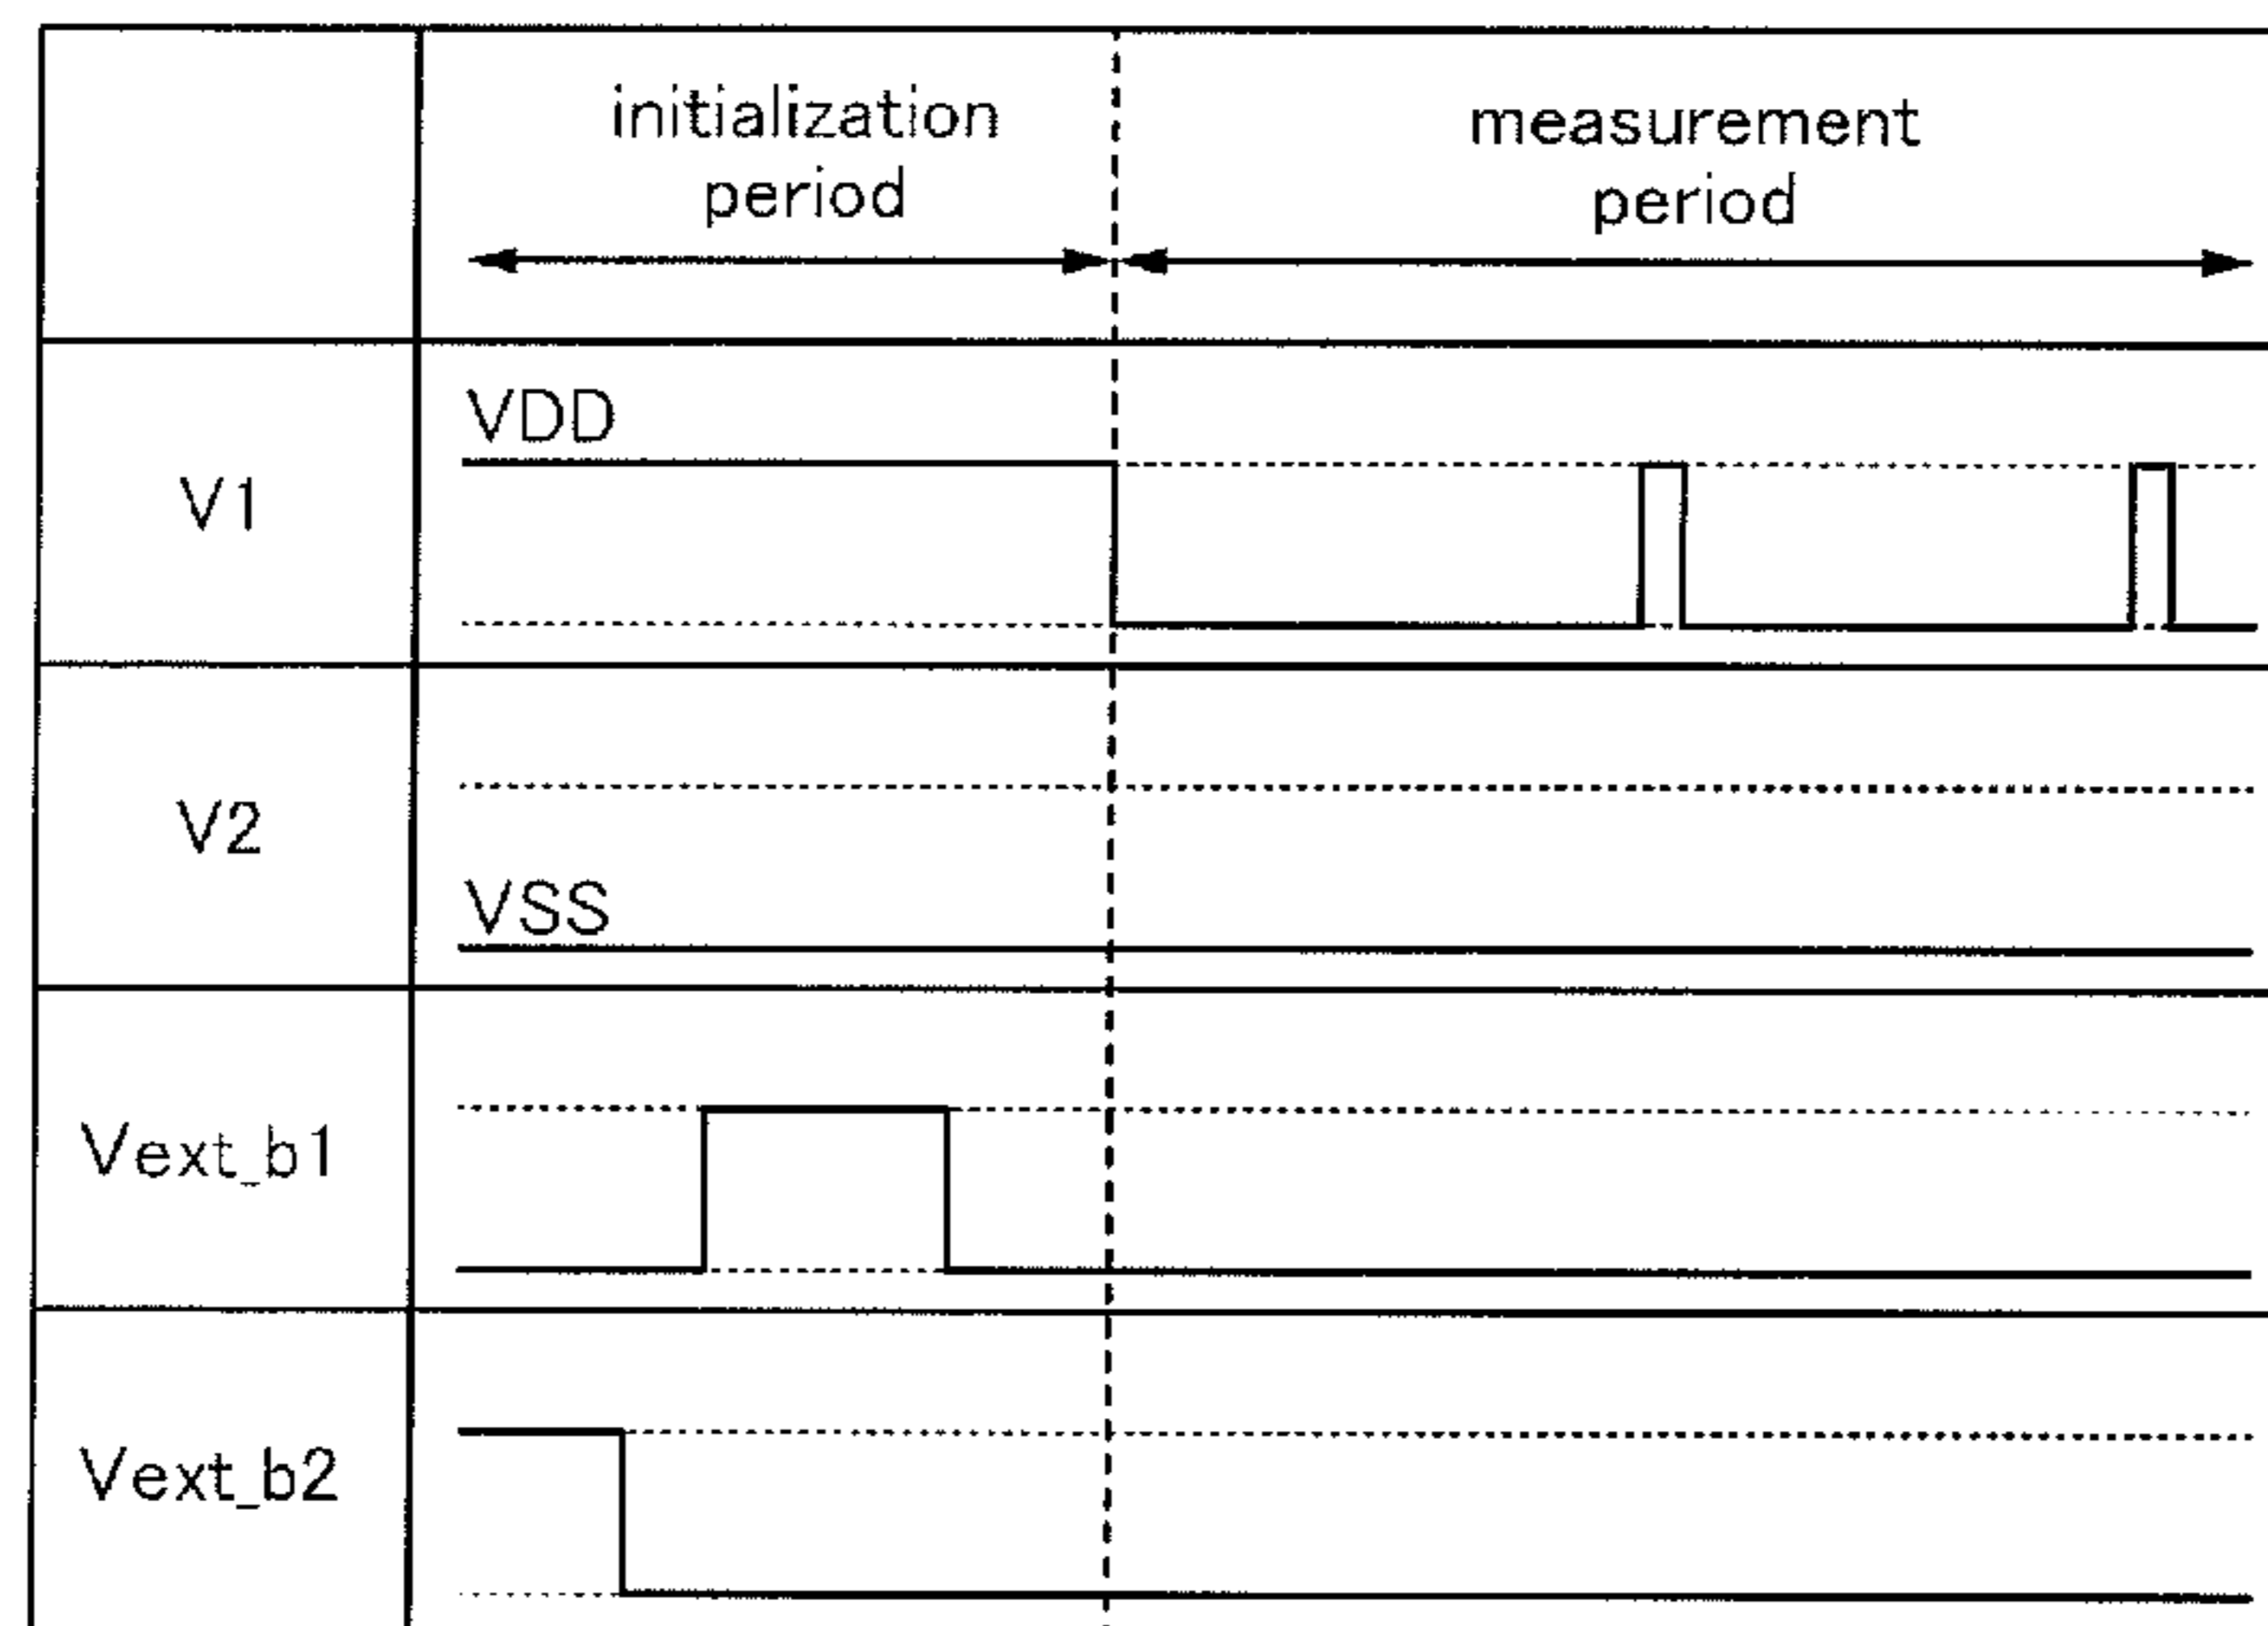 initialization
period
measurement
period
VDD
V1
V2
VSS
Vext_b1
Vext_b2